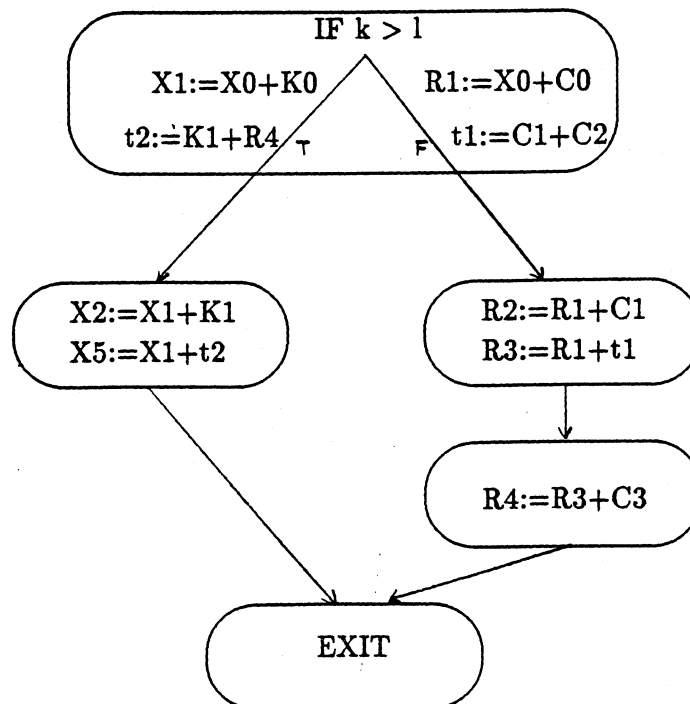 IF k > l
X1:=X0+K0 R1:=X0+C0
t2:=K1+R4 T F t1:=C1+C2
X2:=X1+K1
X5:=X1+t2
R2:=R1+C1
R3:=R1+t1
R4:=R3+C3
EXIT